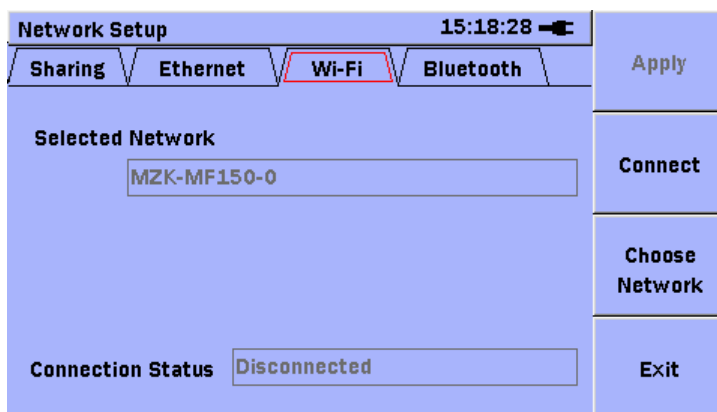 Network Setup 15:18:28
Sharing Ethernet Wi-Fi Bluetooth
Apply
Selected Network
MZK-MF150-0
Connect
Choose
Network
Connection Status Disconnected
Exit